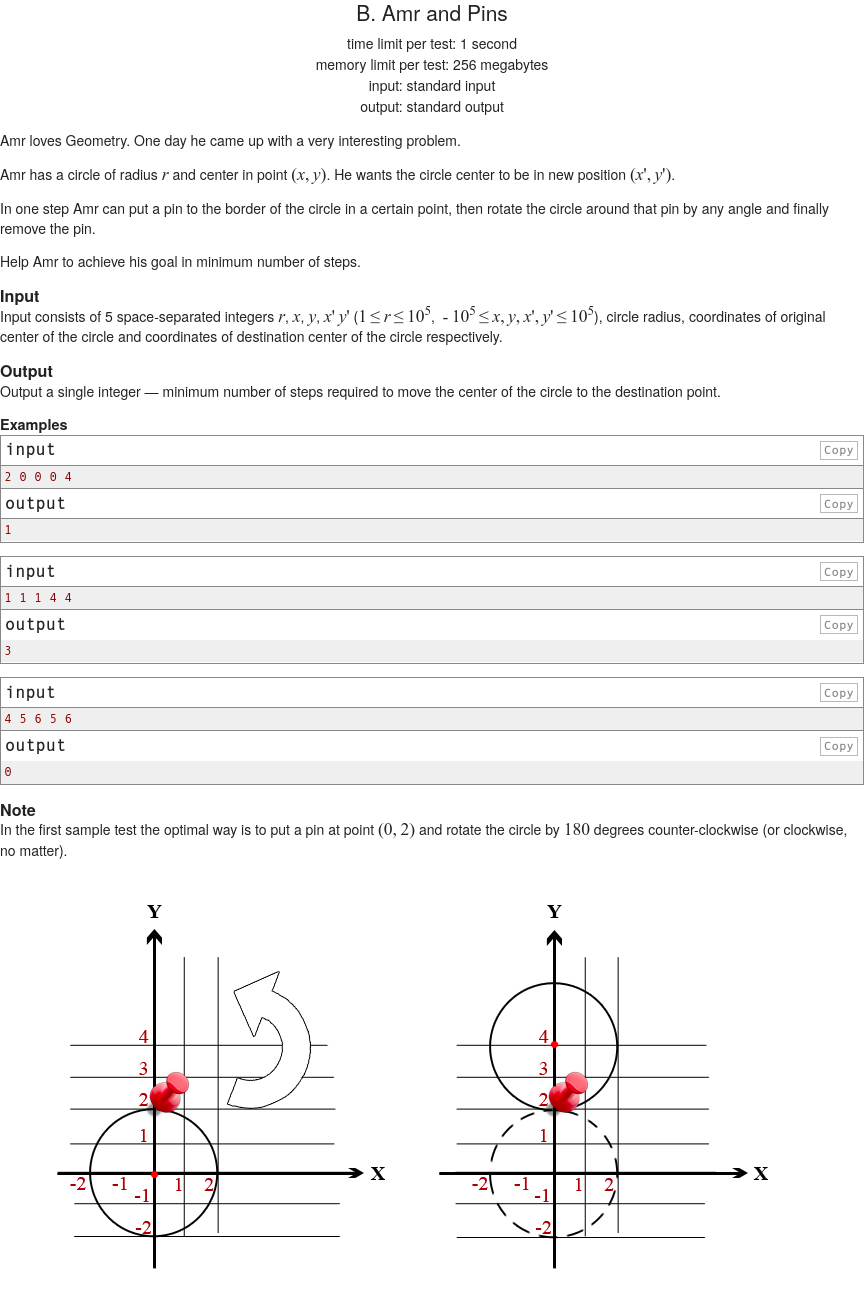 B. Amr and Pins
time limit per test: 1 second
memory limit per test: 256 megabytes
input: standard input
output: standard output
Amr loves Geometry. One day he came up with a very interesting problem.
Amr has a circle of radius r and center in point (x, y). He wants the circle center to be in new position (x', y').
In one step Amr can put a pin to the border of the circle in a certain point, then rotate the circle around that pin by any angle and finally
remove the pin.
Help Amr to achieve his goal in minimum number of steps.
Input
Input consists of 5 space-separated integers r, x, y, x' y' (1 ≤ r ≤ 10^5, - 10^5 ≤ x, y, x', y' ≤ 10^5), circle radius, coordinates of original
center of the circle and coordinates of destination center of the circle respectively.
Output
Output a single integer — minimum number of steps required to move the center of the circle to the destination point.
Examples
input Copy
2 0 0 0 4
output Copy
1
input Copy
1 1 1 4 4
output Copy
3
input Copy
4 5 6 5 6
output Copy
0
Note
In the first sample test the optimal way is to put a pin at point (0, 2) and rotate the circle by 180 degrees counter-clockwise (or clockwise,
no matter).
Y Y
4 4
3 3
2 2
1 1
X X
-2 -1 1 2 -2 -1 1 2
-1 -1
-2 -2